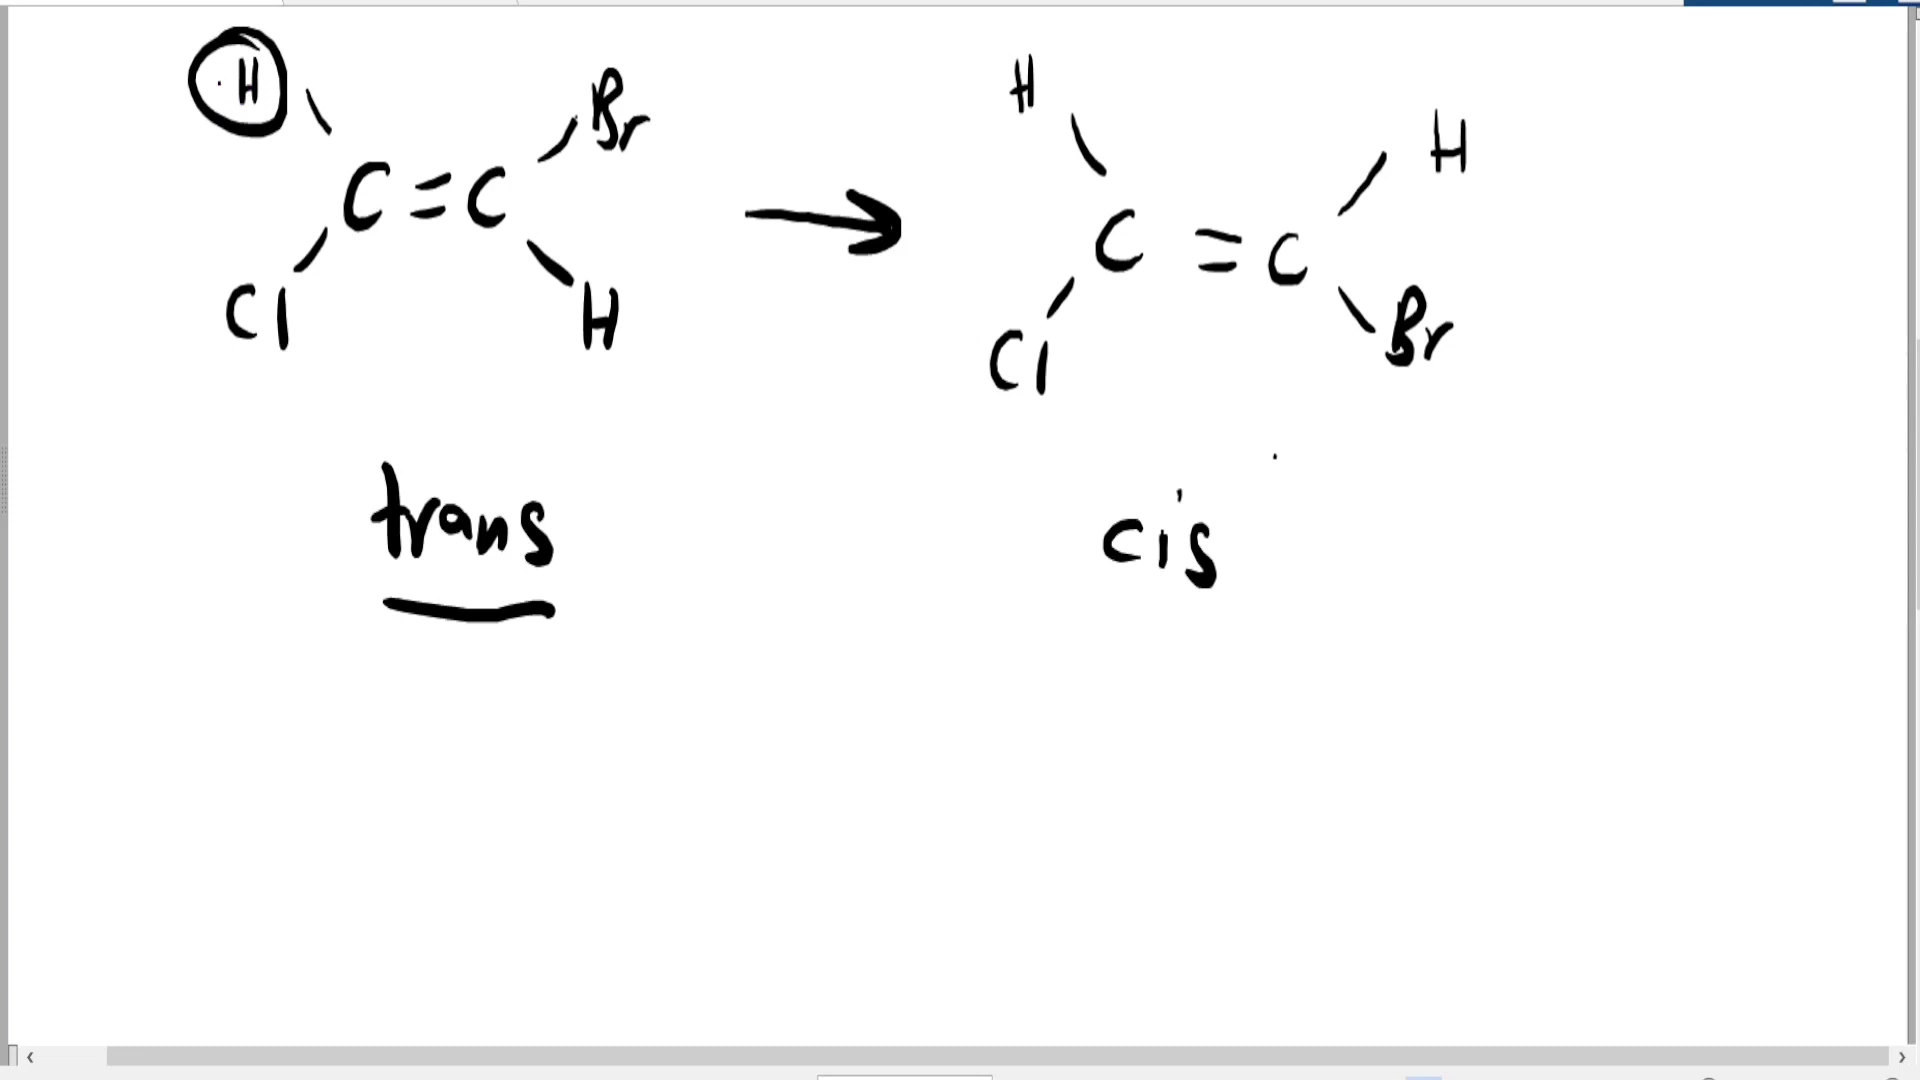 H Br
C=C
Cl H
H H
C=C
Cl Br
trans cis